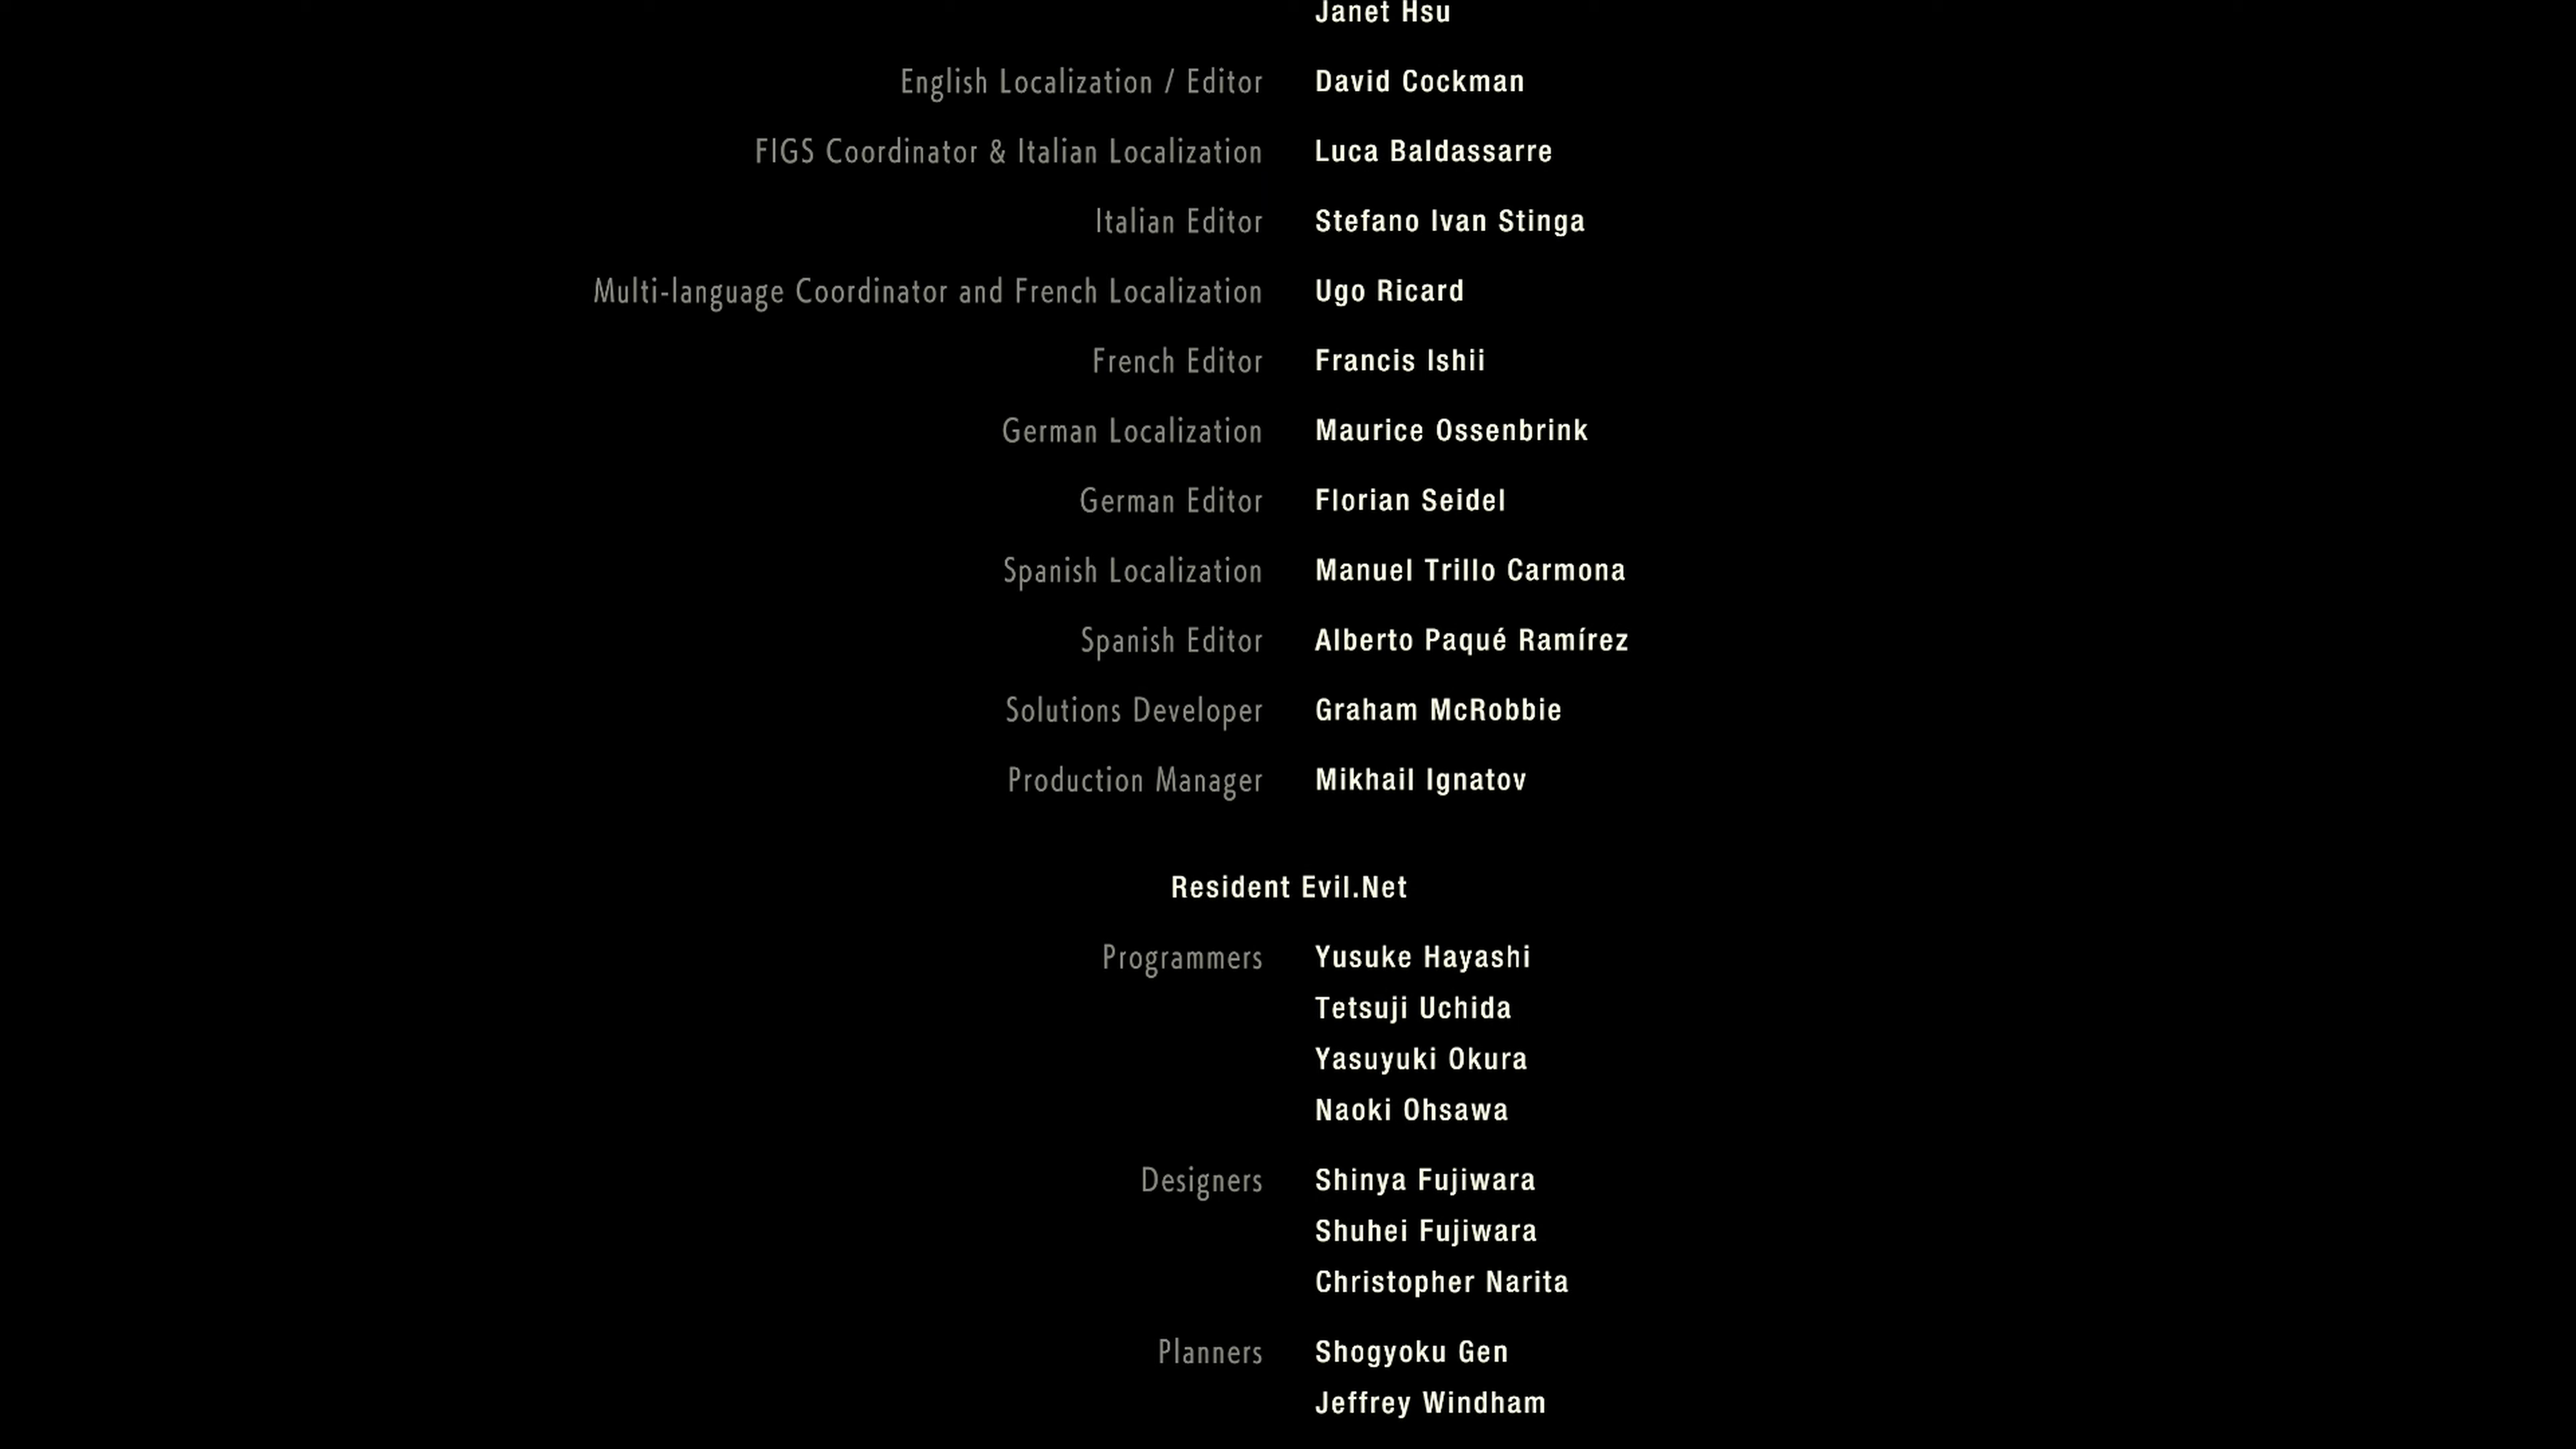 Janet Hsu
English Localization / Editor David Cockman
FIGS Coordinator & Italian Localization Luca Baldassarre
Italian Editor Stefano Ivan Stinga
Multi-language Coordinator and French Localization Ugo Ricard
French Editor Francis Ishii
German Localization Maurice Ossenbrink
German Editor Florian Seidel
Spanish Localization Manuel Trillo Carmona
Spanish Editor Alberto Paqué Ramírez
Solutions Developer Graham McRobbie
Production Manager Mikhail Ignatov
Resident Evil.Net
Programmers Yusuke Hayashi
Tetsuji Uchida
Yasuyuki Okura
Naoki Ohsawa
Designers Shinya Fujiwara
Shuhei Fujiwara
Christopher Narita
Planners Shogyoku Gen
Jeffrey Windham